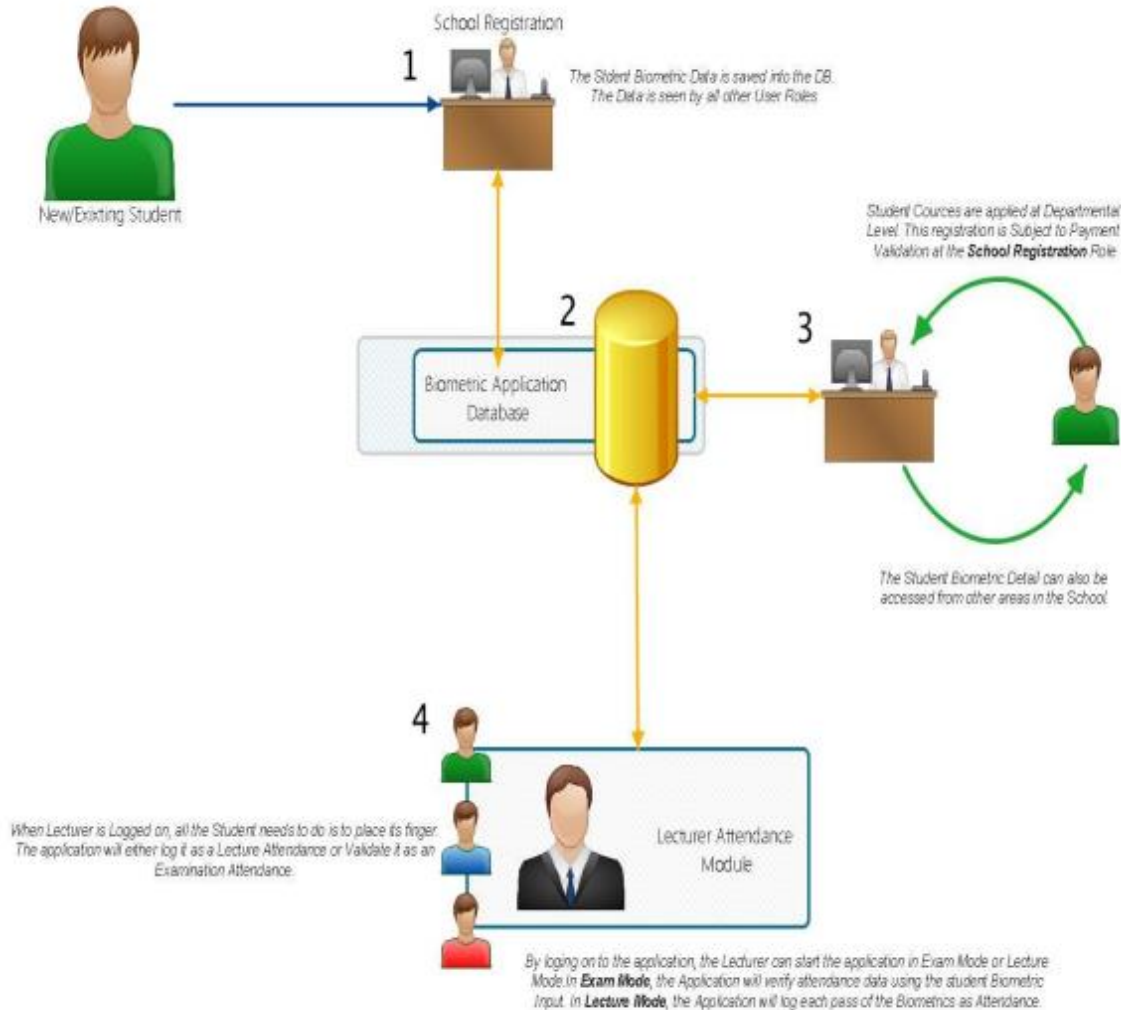 School Registration
1
The Stdent Biometric Data is saved into the DB.
The Data is seen by all other User Roles
New/Exixting Student
Student Cources are applied at Departmental
Level. This registration is Subject to Payment
Validation at the School Registration Role
2
3
Biometric Application
Database
The Student Biometric Detail can also be
accessed from other areas in the School.
4
When Lecturer is Logged on, all the Student needs to do is to place its finger.
The application will either log it as a Lecture Attendance or Validate it as an
Examination Attendance.
Lecturer Attendance
Module
By loging on to the application, the Lecturer can start the application in Exam Mode or Lecture
Mode.In Exam Mode, the Application will verify attendance data using the student Biometric
Input. In Lecture Mode, the Application will log each pass of the Biometrics as Attendance.